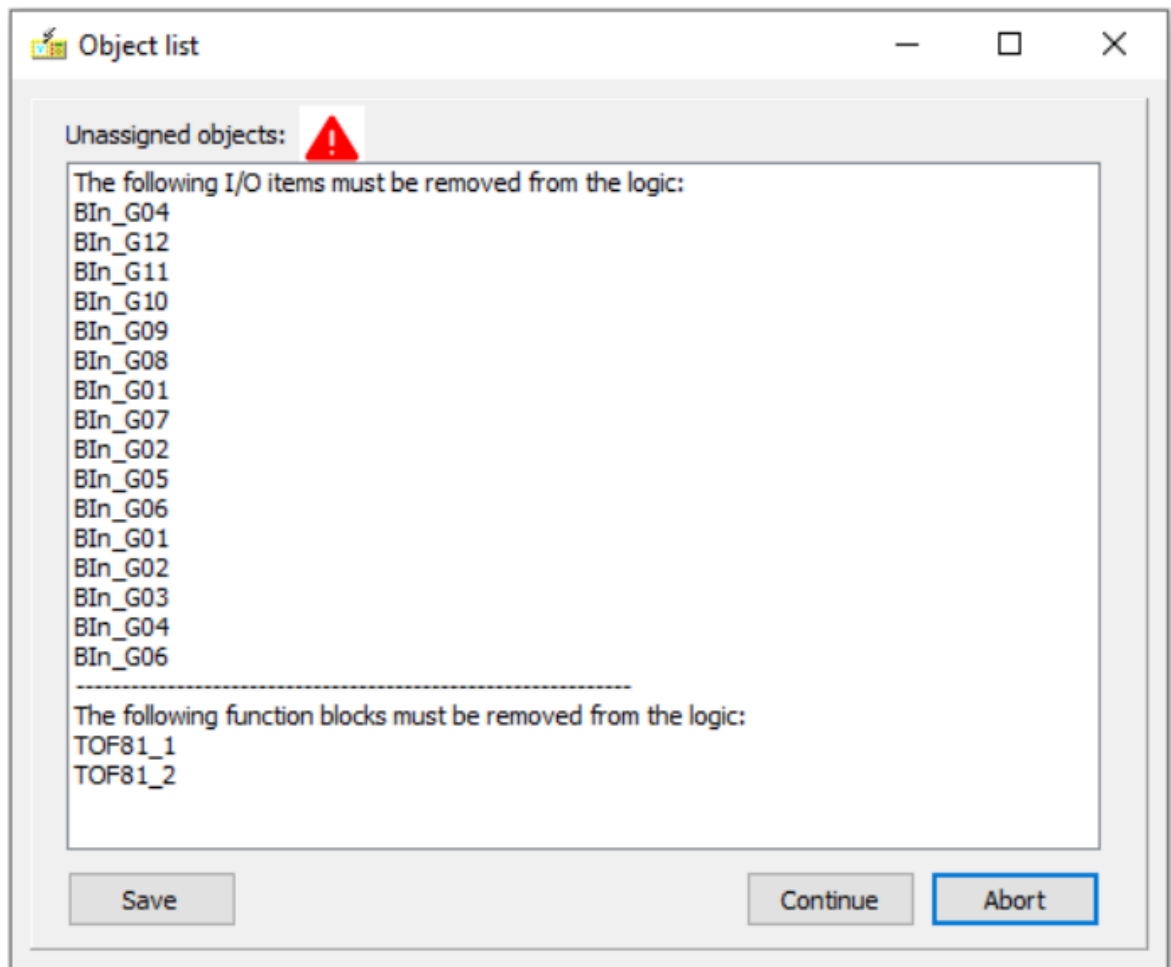 Object list
Unassigned objects:
The following I/O items must be removed from the logic:
BIn_G04
BIn_G12
BIn_G11
BIn_G10
BIn_G09
BIn_G08
BIn_G01
BIn_G07
BIn_G02
BIn_G05
BIn_G06
BIn_G01
BIn_G02
BIn_G03
BIn_G04
BIn_G06
---------------------------------------------------------------
The following function blocks must be removed from the logic:
TOF81_1
TOF81_2
Save Continue Abort